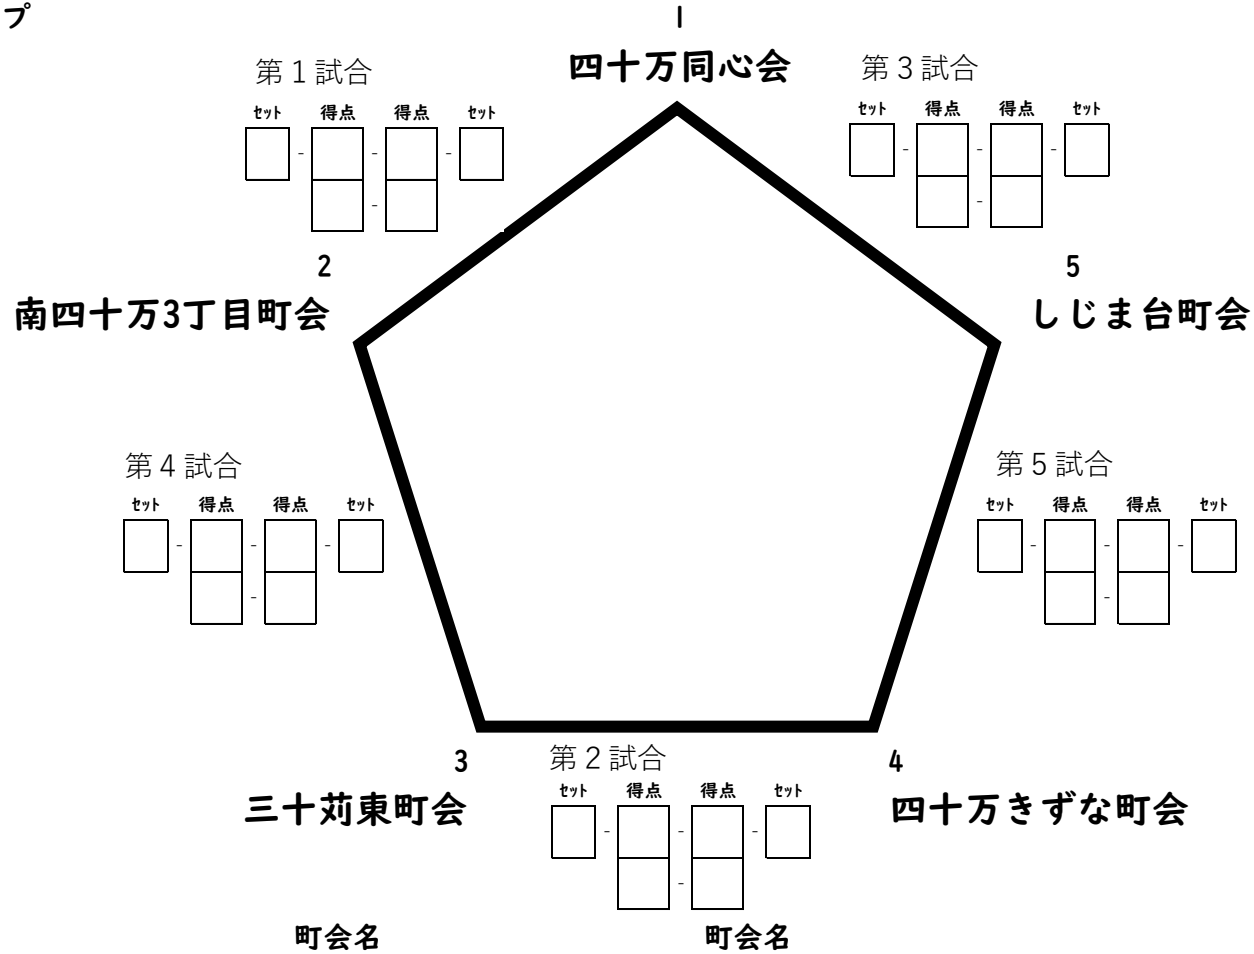 プ
1
四十万同心会
第1試合
ｾｯﾄ 得点 得点 ｾｯﾄ
- - -
-
第3試合
ｾｯﾄ 得点 得点 ｾｯﾄ
- - -
-
2
南四十万3丁目町会
5
しじま台町会
第4試合
ｾｯﾄ 得点 得点 ｾｯﾄ
- - -
-
第5試合
ｾｯﾄ 得点 得点 ｾｯﾄ
- - -
-
3
三十苅東町会
第2試合
ｾｯﾄ 得点 得点 ｾｯﾄ
- - -
-
4
四十万きずな町会
町会名 町会名